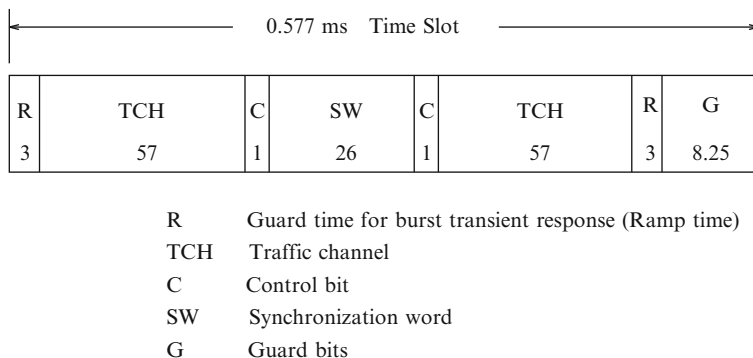 0.577 ms Time Slot
R TCH C SW C TCH R G
3 57 1 26 1 57 3 8.25
R Guard time for burst transient response (Ramp time)
TCH Traffic channel
C Control bit
SW Synchronization word
G Guard bits